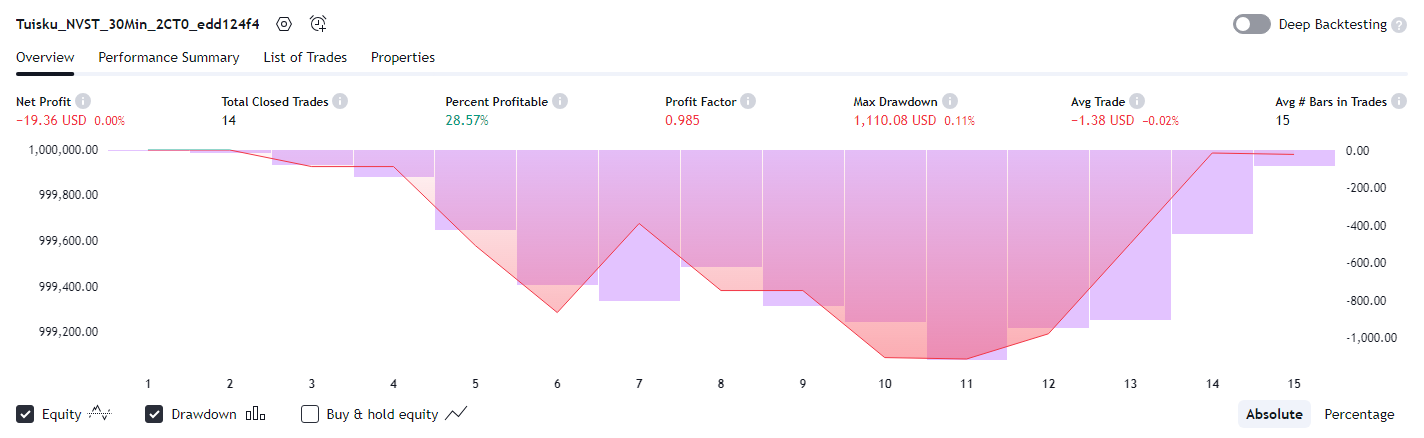 Tuisku_NVST_30Min_2CT0_edd124f4
Deep Backtesting ?
Overview Performance Summary List of Trades Properties
Net Profit i Total Closed Trades i Percent Profitable i Profit Factor i Max Drawdown i Avg Trade i Avg # Bars in Trades i
−19.36 USD 0.00% 14 28.57% 0.985 1,110.08 USD 0.11% −1.38 USD −0.02% 15
1,000,000.00
999,800.00
999,600.00
999,400.00
999,200.00
0.00
-200.00
-400.00
-600.00
-800.00
-1,000.00
1 2 3 4 5 6 7 8 9 10 11 12 13 14 15
Equity Drawdown Buy & hold equity Absolute Percentage